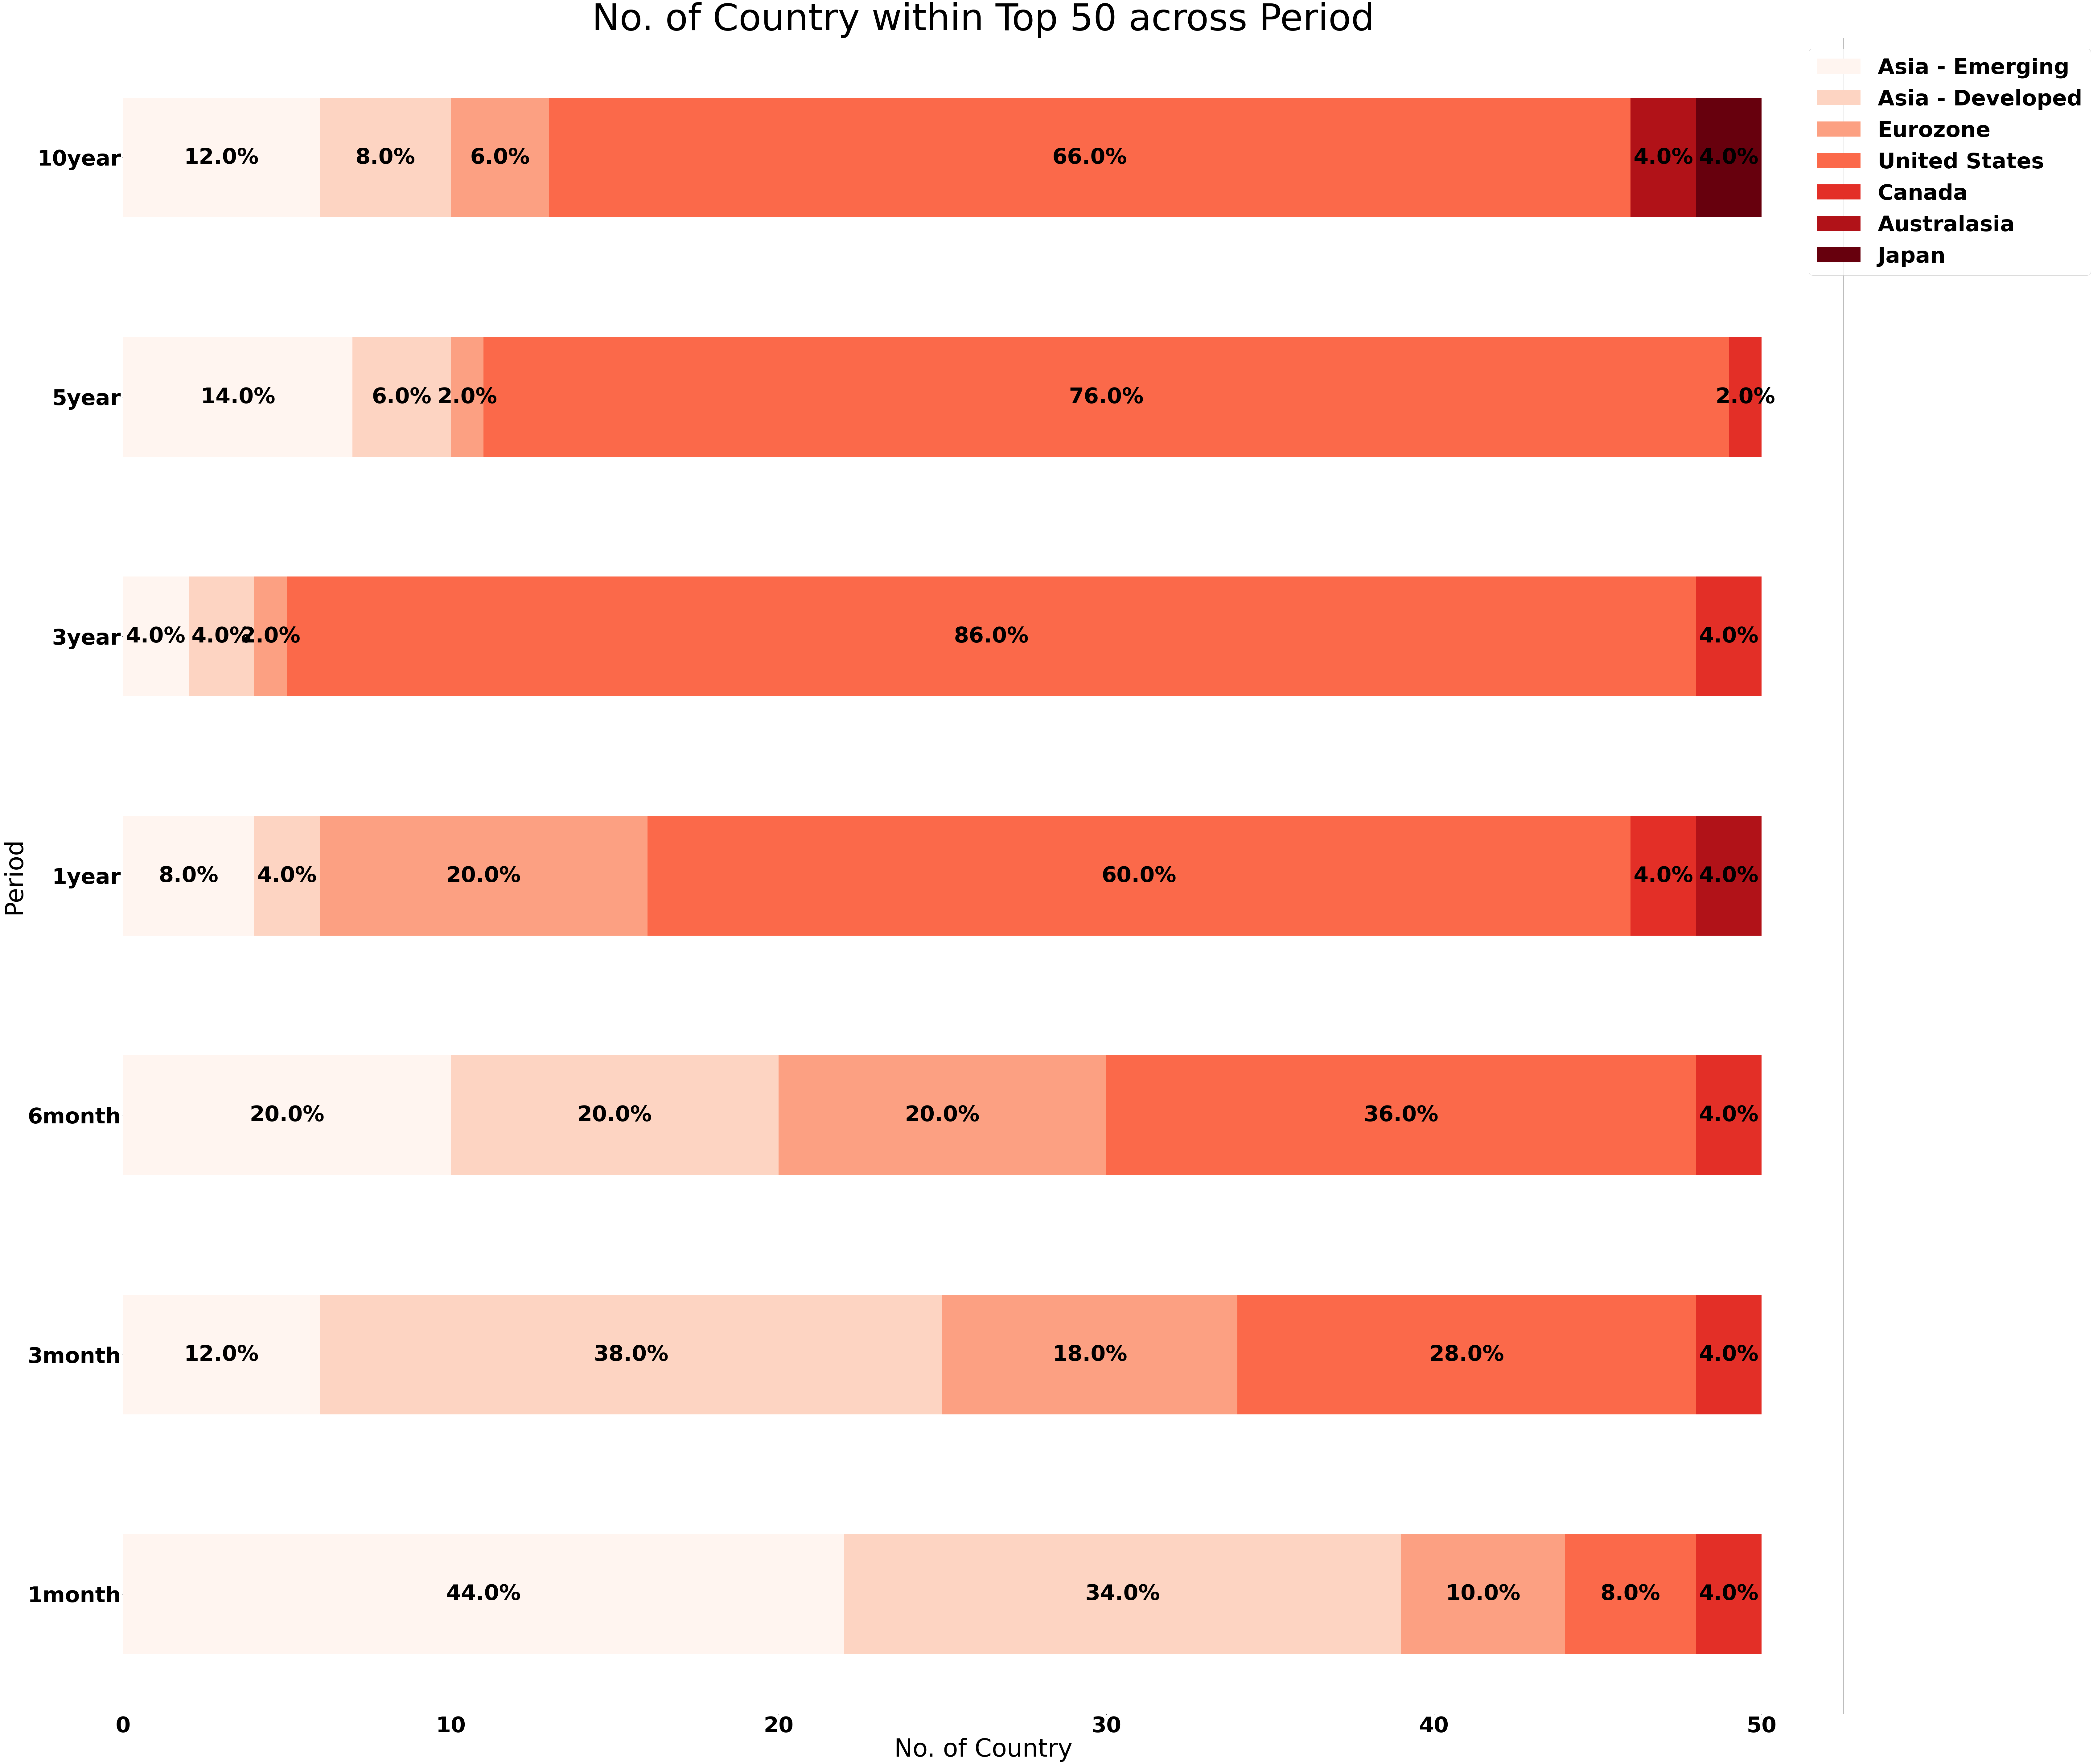 No. of Country within Top 50 across Period
Asia - Emerging
Asia - Developed
Eurozone
United States
Canada
Australasia
Japan
10year
12.0% 8.0% 6.0% 66.0% 4.0% 4.0%
5year
14.0% 6.0% 2.0% 76.0% 2.0%
3year
4.0% 4.0% 2.0% 86.0% 4.0%
1year
8.0% 4.0% 20.0% 60.0% 4.0% 4.0%
6month
20.0% 20.0% 20.0% 36.0% 4.0%
3month
12.0% 38.0% 18.0% 28.0% 4.0%
1month
44.0% 34.0% 10.0% 8.0% 4.0%
Period
0 10 20 30 40 50
No. of Country